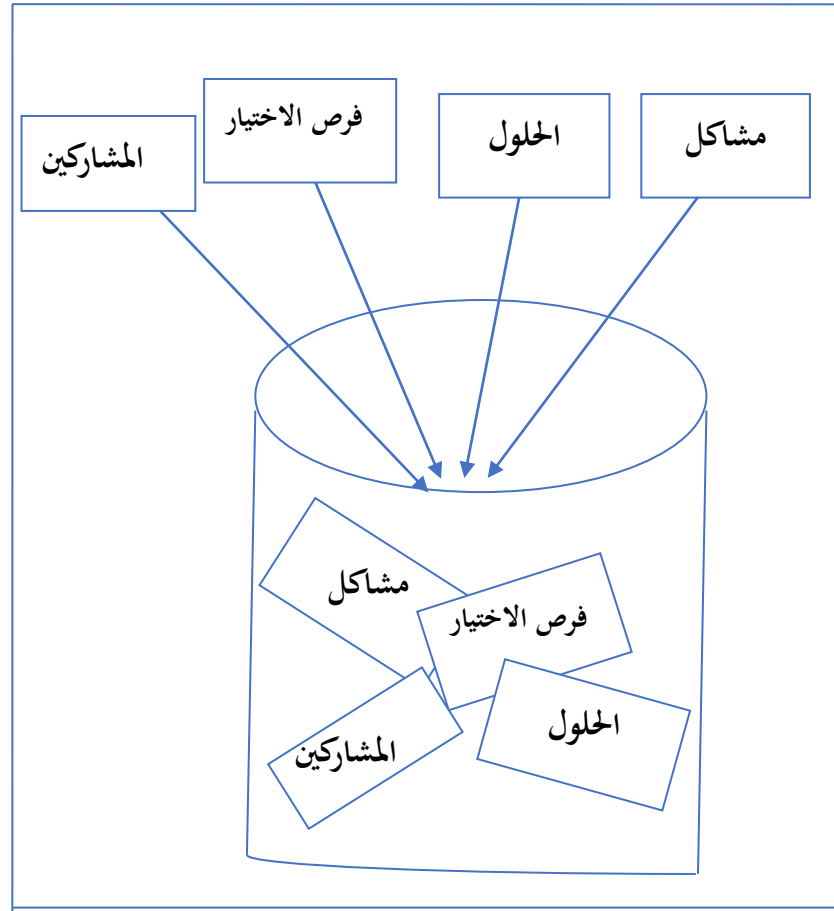 مشاكل
الحلول
فرص الاختيار
المشاركين
مشاكل
فرص الاختيار
الحلول
المشاركين